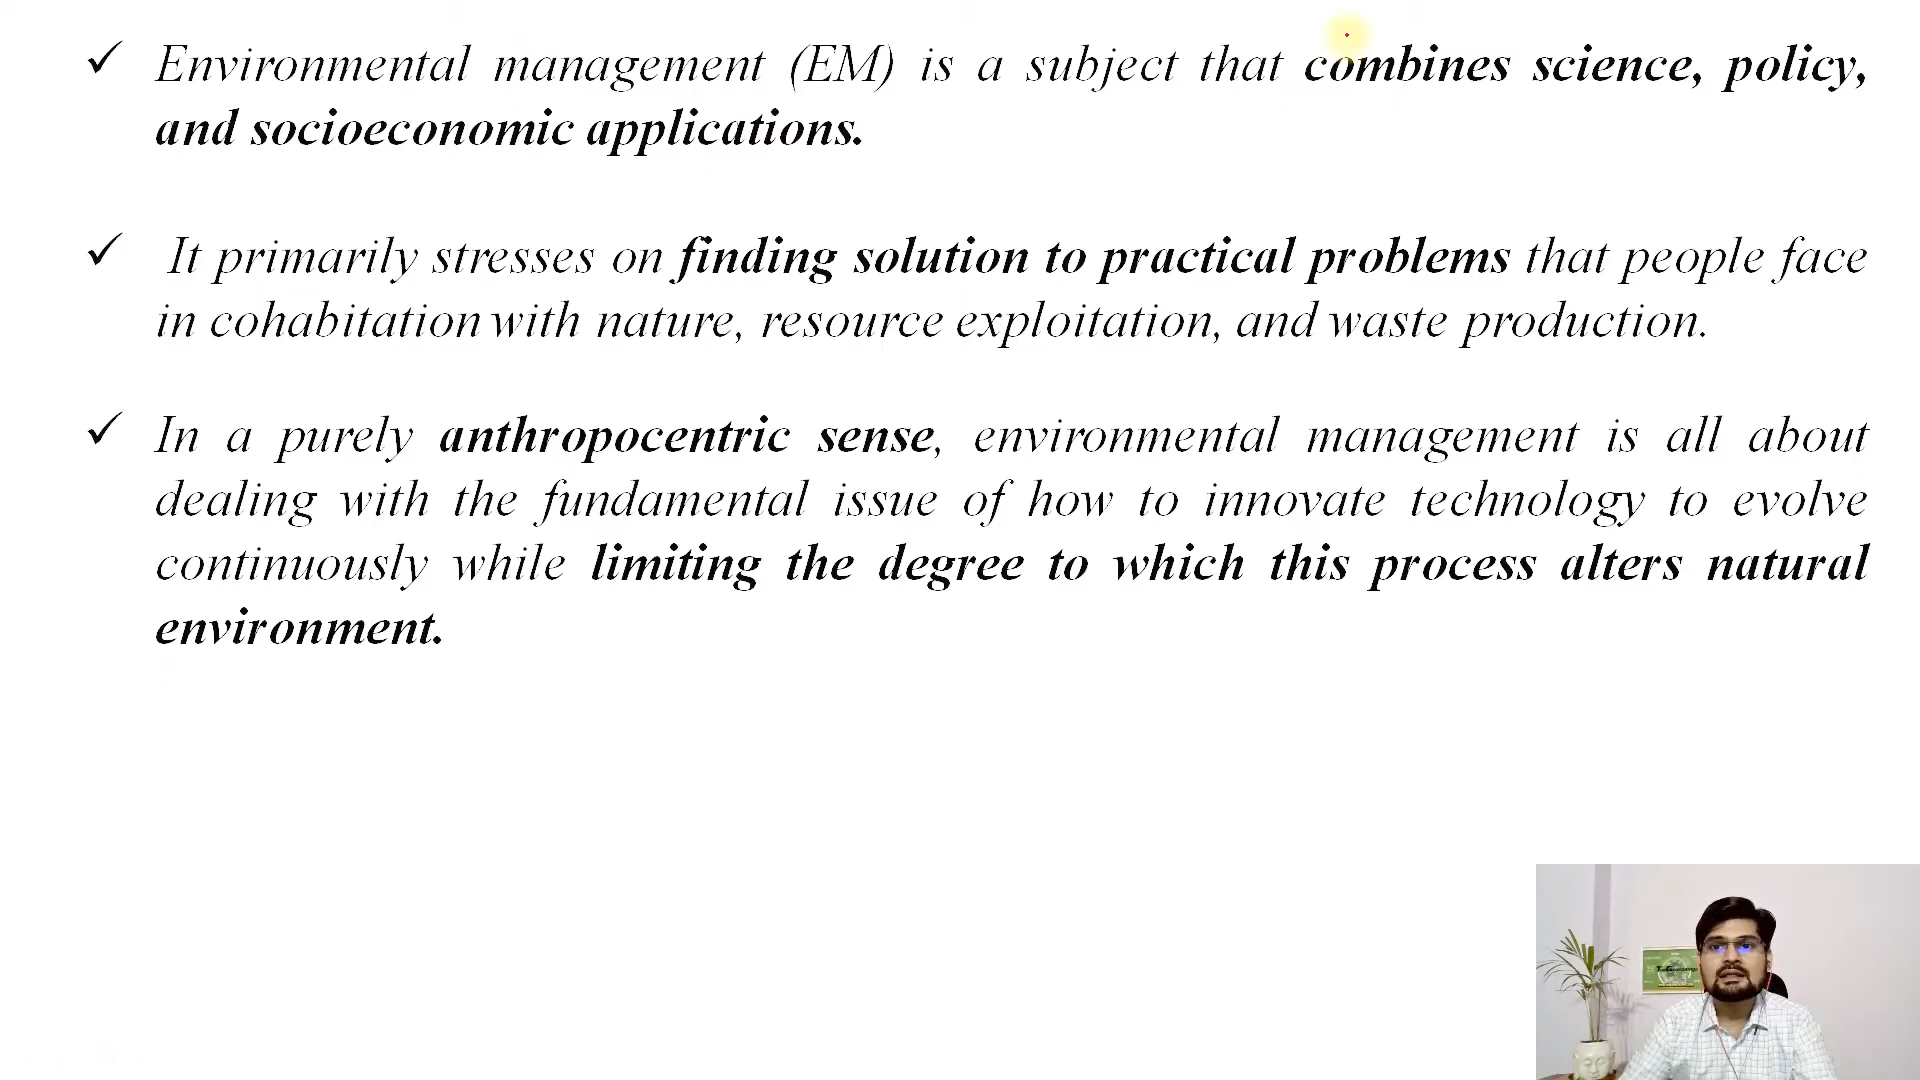 ✓ Environmental management (EM) is a subject that combines science, policy,
and socioeconomic applications.
✓ It primarily stresses on finding solution to practical problems that people face
in cohabitation with nature, resource exploitation, and waste production.
✓ In a purely anthropocentric sense, environmental management is all about
dealing with the fundamental issue of how to innovate technology to evolve
continuously while limiting the degree to which this process alters natural
environment.